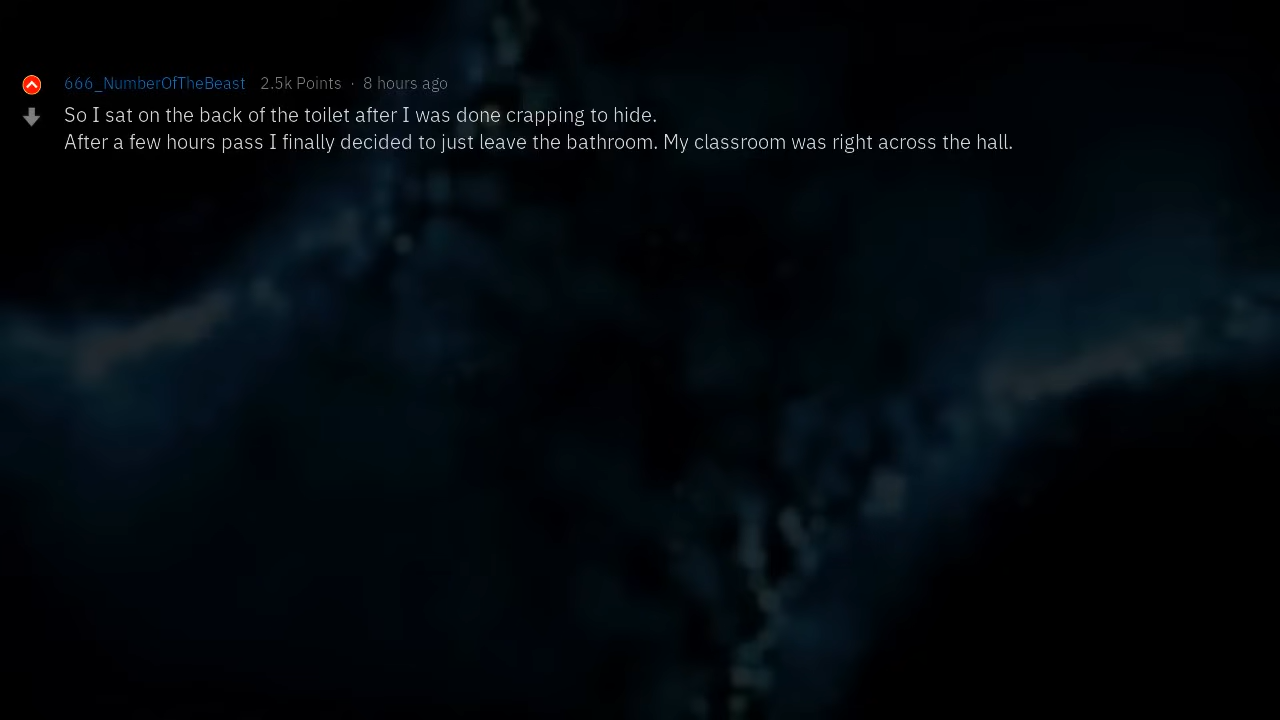 666_NumberOfTheBeast 2.5k Points · 8 hours ago
So I sat on the back of the toilet after I was done crapping to hide.
After a few hours pass I finally decided to just leave the bathroom. My classroom was right across the hall.